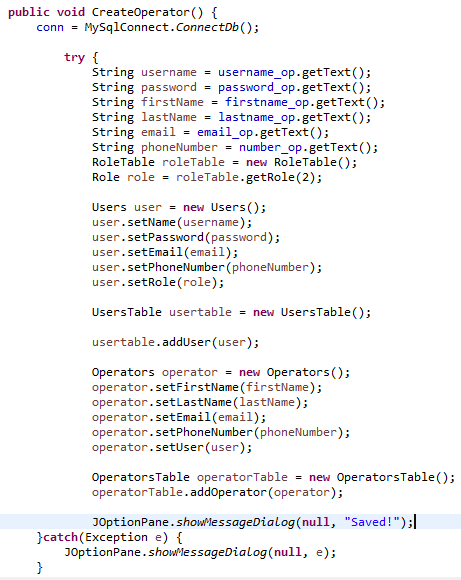 public void CreateOperator() {
    conn = MySqlConnect.ConnectDb();

        try {
            String username = username_op.getText();
            String password = password_op.getText();
            String firstName = firstname_op.getText();
            String lastName = lastname_op.getText();
            String email = email_op.getText();
            String phoneNumber = number_op.getText();
            RoleTable roleTable = new RoleTable();
            Role role = roleTable.getRole(2);

            Users user = new Users();
            user.setName(username);
            user.setPassword(password);
            user.setEmail(email);
            user.setPhoneNumber(phoneNumber);
            user.setRole(role);

            UsersTable usertable = new UsersTable();

            usertable.addUser(user);

            Operators operator = new Operators();
            operator.setFirstName(firstName);
            operator.setLastName(lastName);
            operator.setEmail(email);
            operator.setPhoneNumber(phoneNumber);
            operator.setUser(user);

            OperatorsTable operatorTable = new OperatorsTable();
            operatorTable.addOperator(operator);

            JOptionPane.showMessageDialog(null, "Saved!");
    }catch(Exception e) {
        JOptionPane.showMessageDialog(null, e);
    }